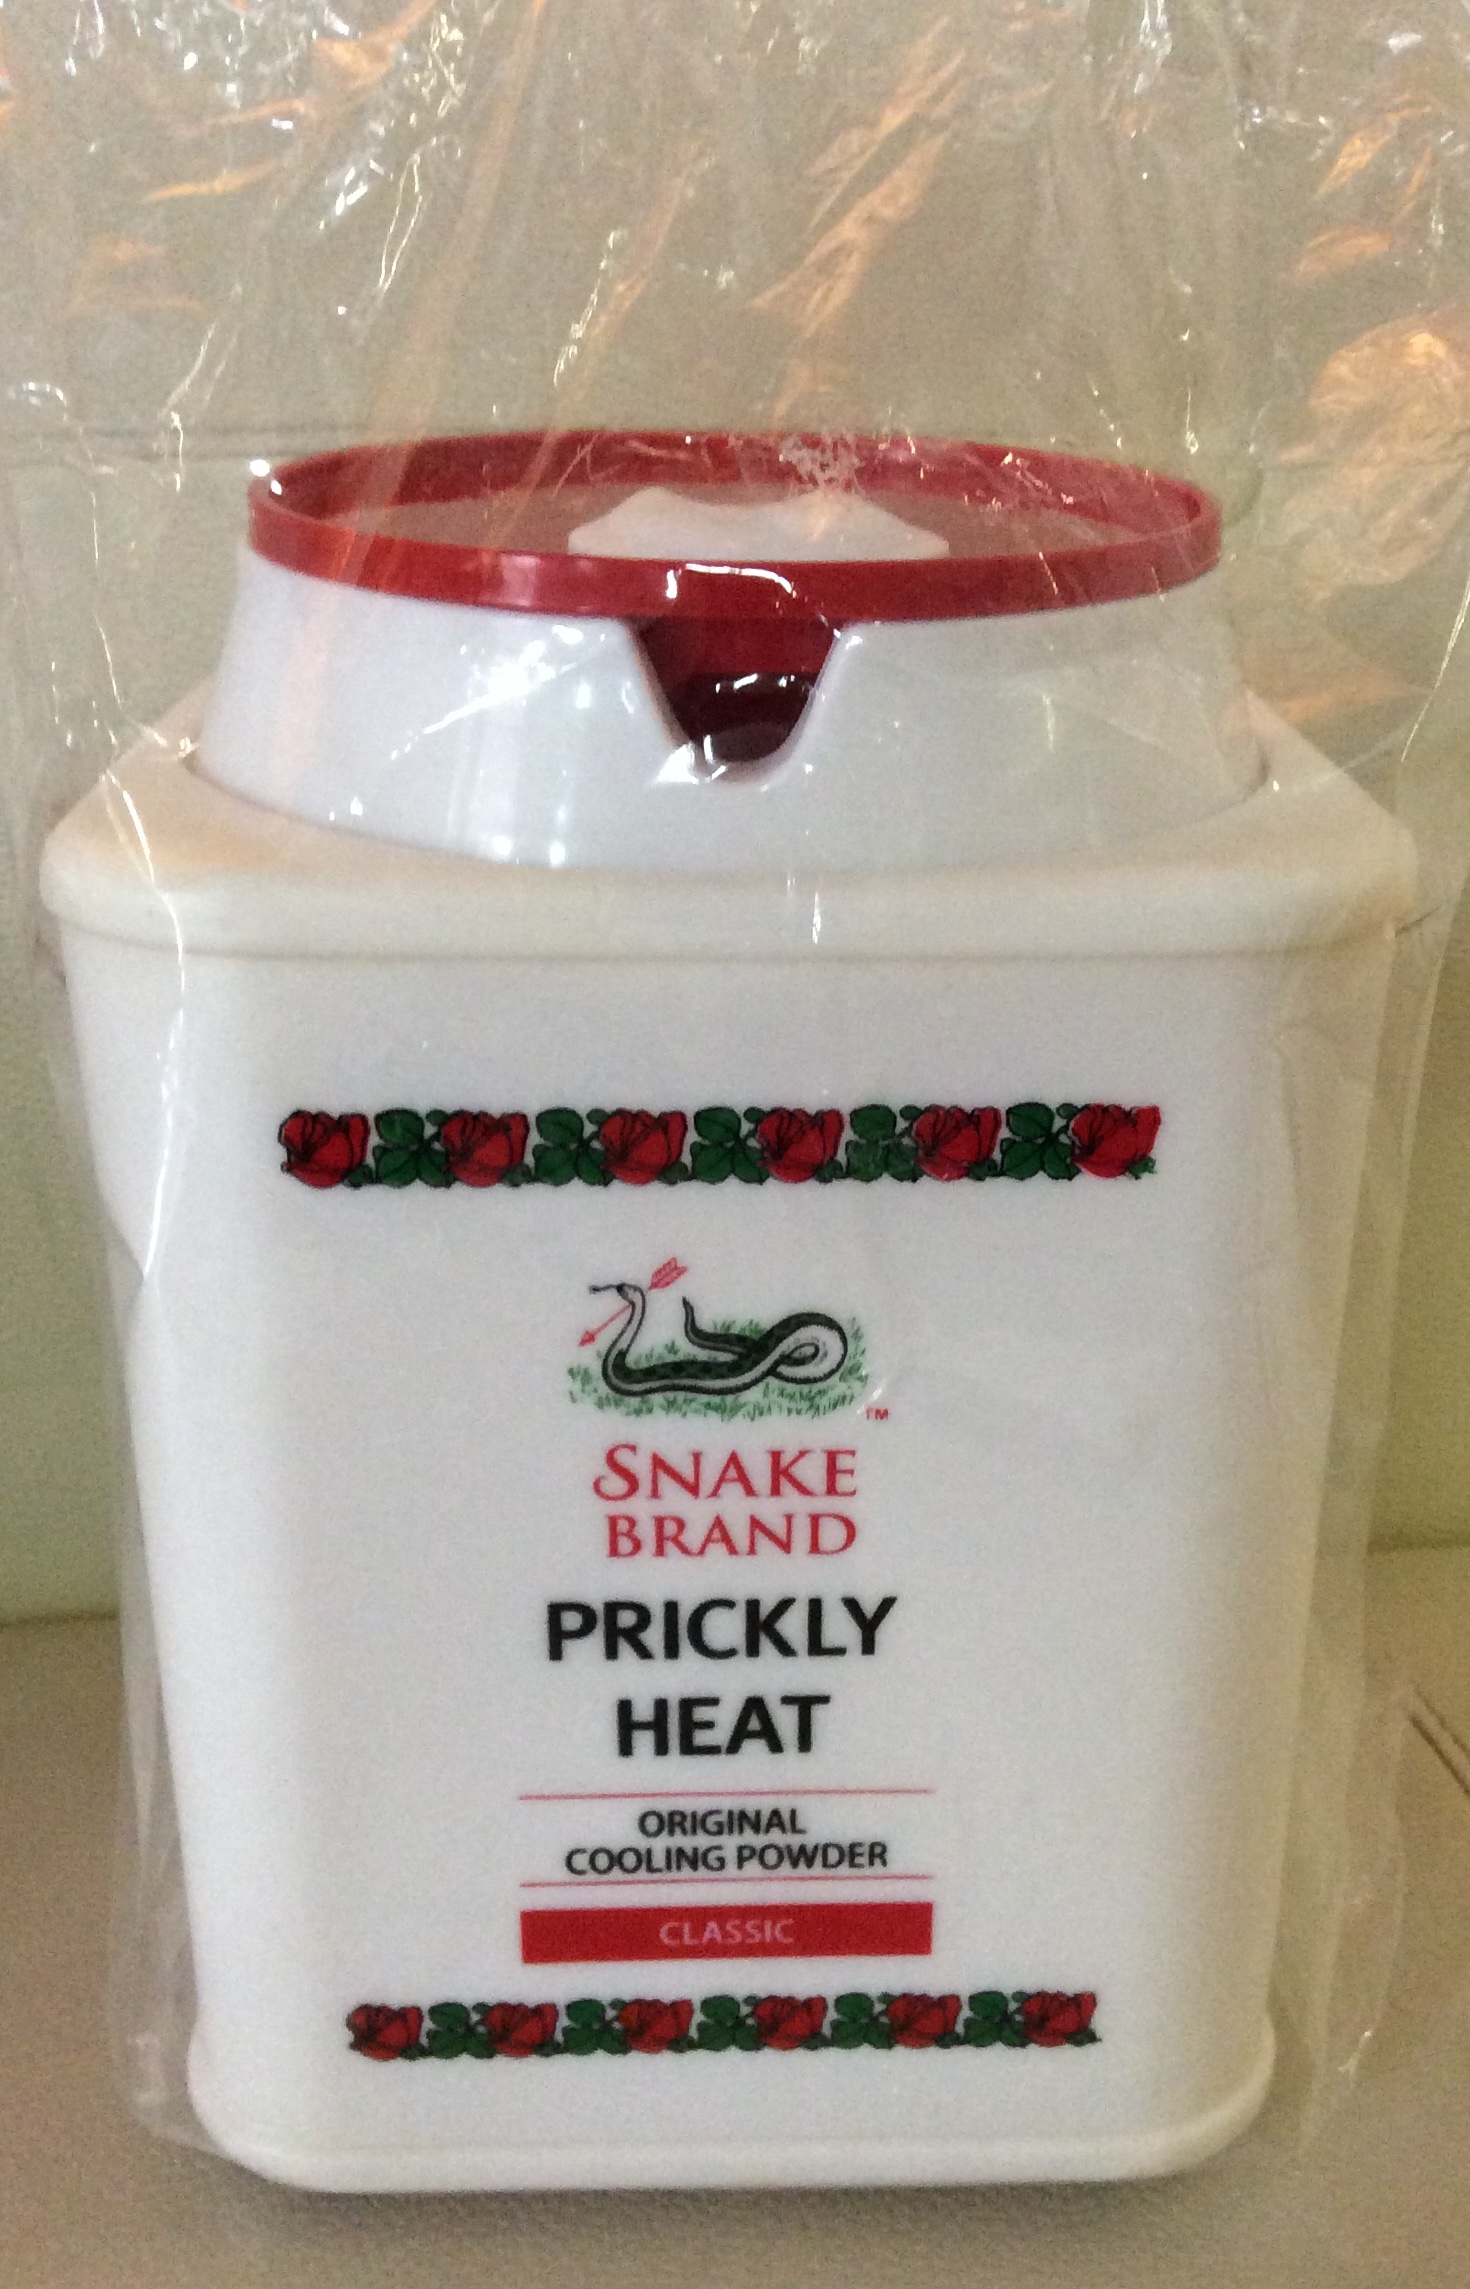 TM
SNAKE
BRAND
PRICKLY
HEAT
ORIGINAL
COOLING POWDER
CLASSIC